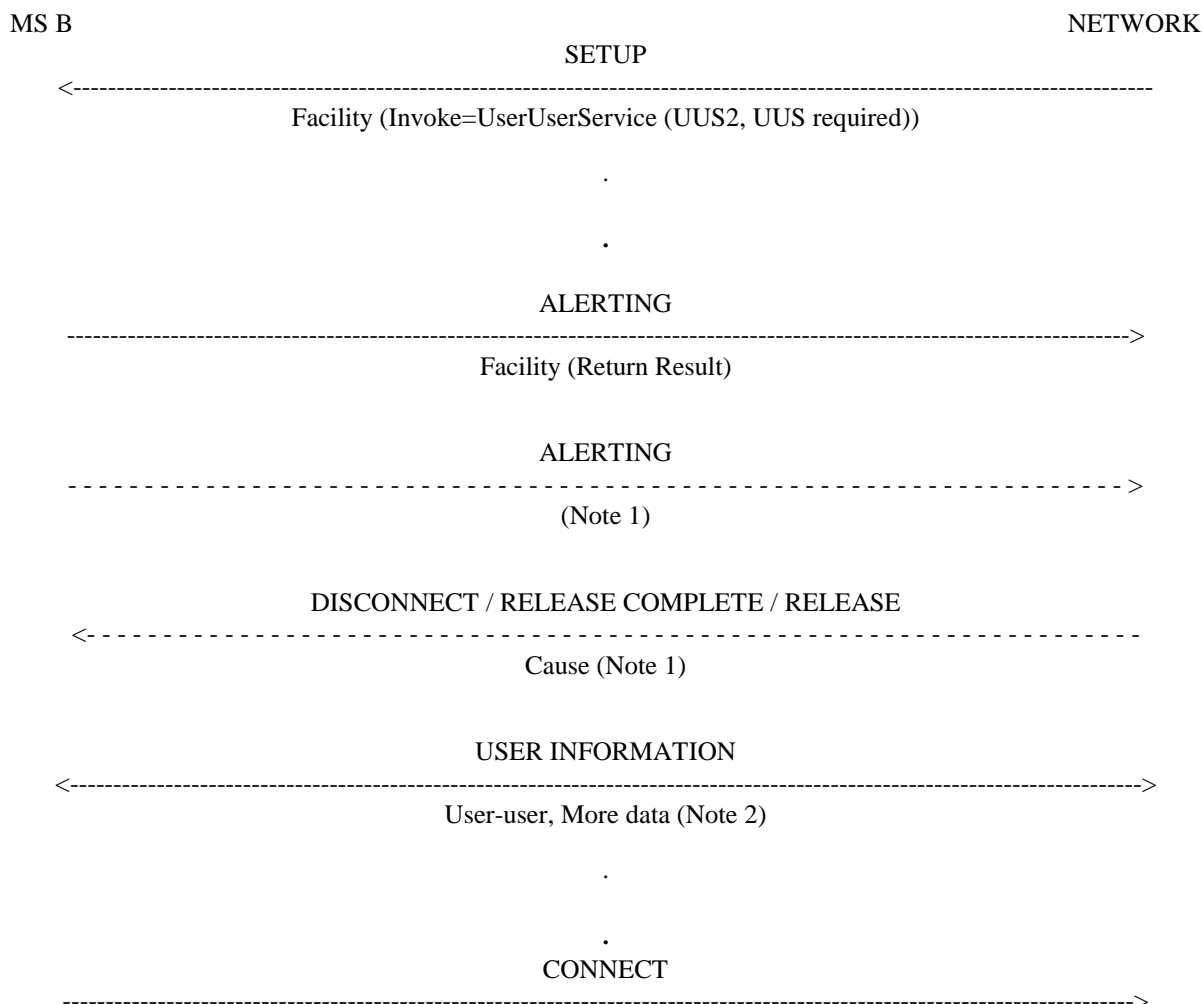 MS B NETWORK
SETUP
<------------------------------------------------------------------------------------------------------------------------------
Facility (Invoke=UserUserService (UUS2, UUS required))
.
.
ALERTING
---------------------------------------------------------------------------------------------------------------------------->
Facility (Return Result)
ALERTING
- - - - - - - - - - - - - - - - - - - - - - - - - - - - - - - - - - - - - - - - - - - - - - - - - - - - - - - - - - - - - - - - - - - - - - >
(Note 1)
DISCONNECT / RELEASE COMPLETE / RELEASE
<- - - - - - - - - - - - - - - - - - - - - - - - - - - - - - - - - - - - - - - - - - - - - - - - - - - - - - - - - - - - - - - - - - - - - -
Cause (Note 1)
USER INFORMATION
<---------------------------------------------------------------------------------------------------------------------------->
User-user, More data (Note 2)
.
.
CONNECT
---------------------------------------------------------------------------------------------------------------------------->